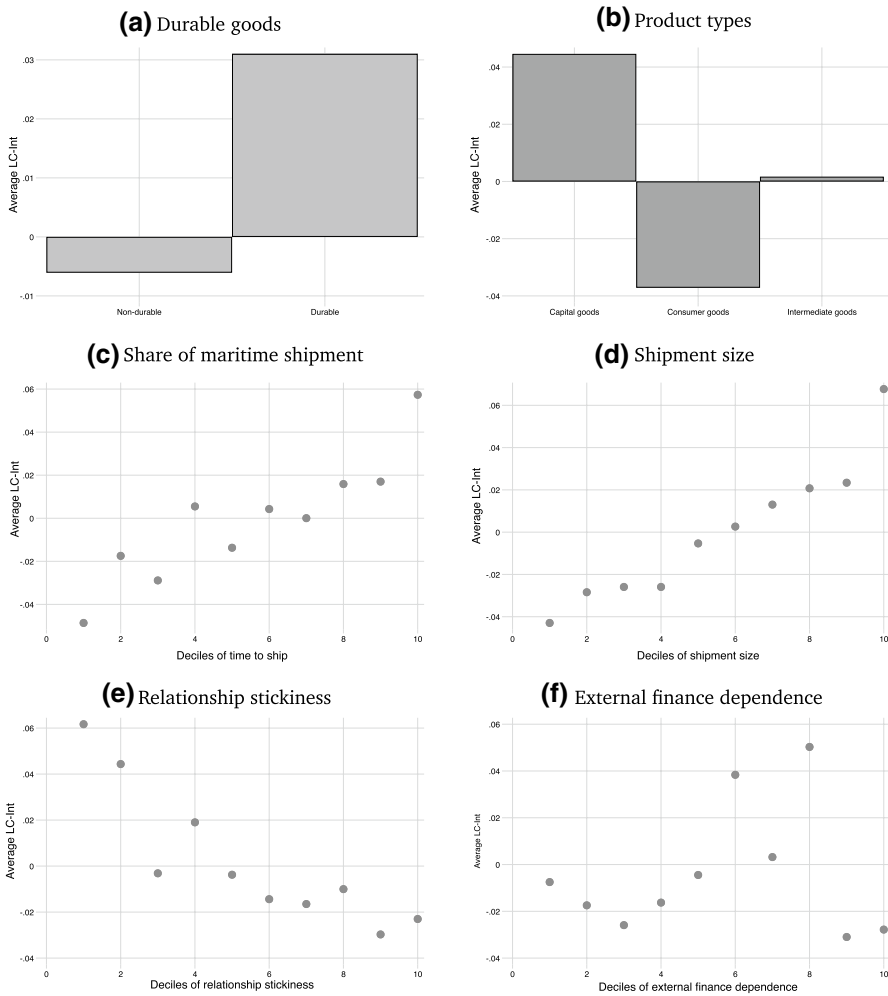 (a) Durable goods
Average LC-Int
.03
.02
.01
0
-.01
Non-durable
Durable
(b) Product types
Average LC-Int
.04
.02
0
-.02
-.04
Capital goods
Consumer goods
Intermediate goods
(c) Share of maritime shipment
Average LC-Int
.06
.04
.02
0
-.02
-.04
0 2 4 6 8 10
Deciles of time to ship
(d) Shipment size
Average LC-Int
.06
.04
.02
0
-.02
-.04
0 2 4 6 8 10
Deciles of shipment size
(e) Relationship stickiness
Average LC-Int
.06
.04
.02
0
-.02
-.04
0 2 4 6 8 10
Deciles of relationship stickiness
(f) External finance dependence
Average LC-Int
.06
.04
.02
0
-.02
-.04
0 2 4 6 8 10
Deciles of external finance dependence